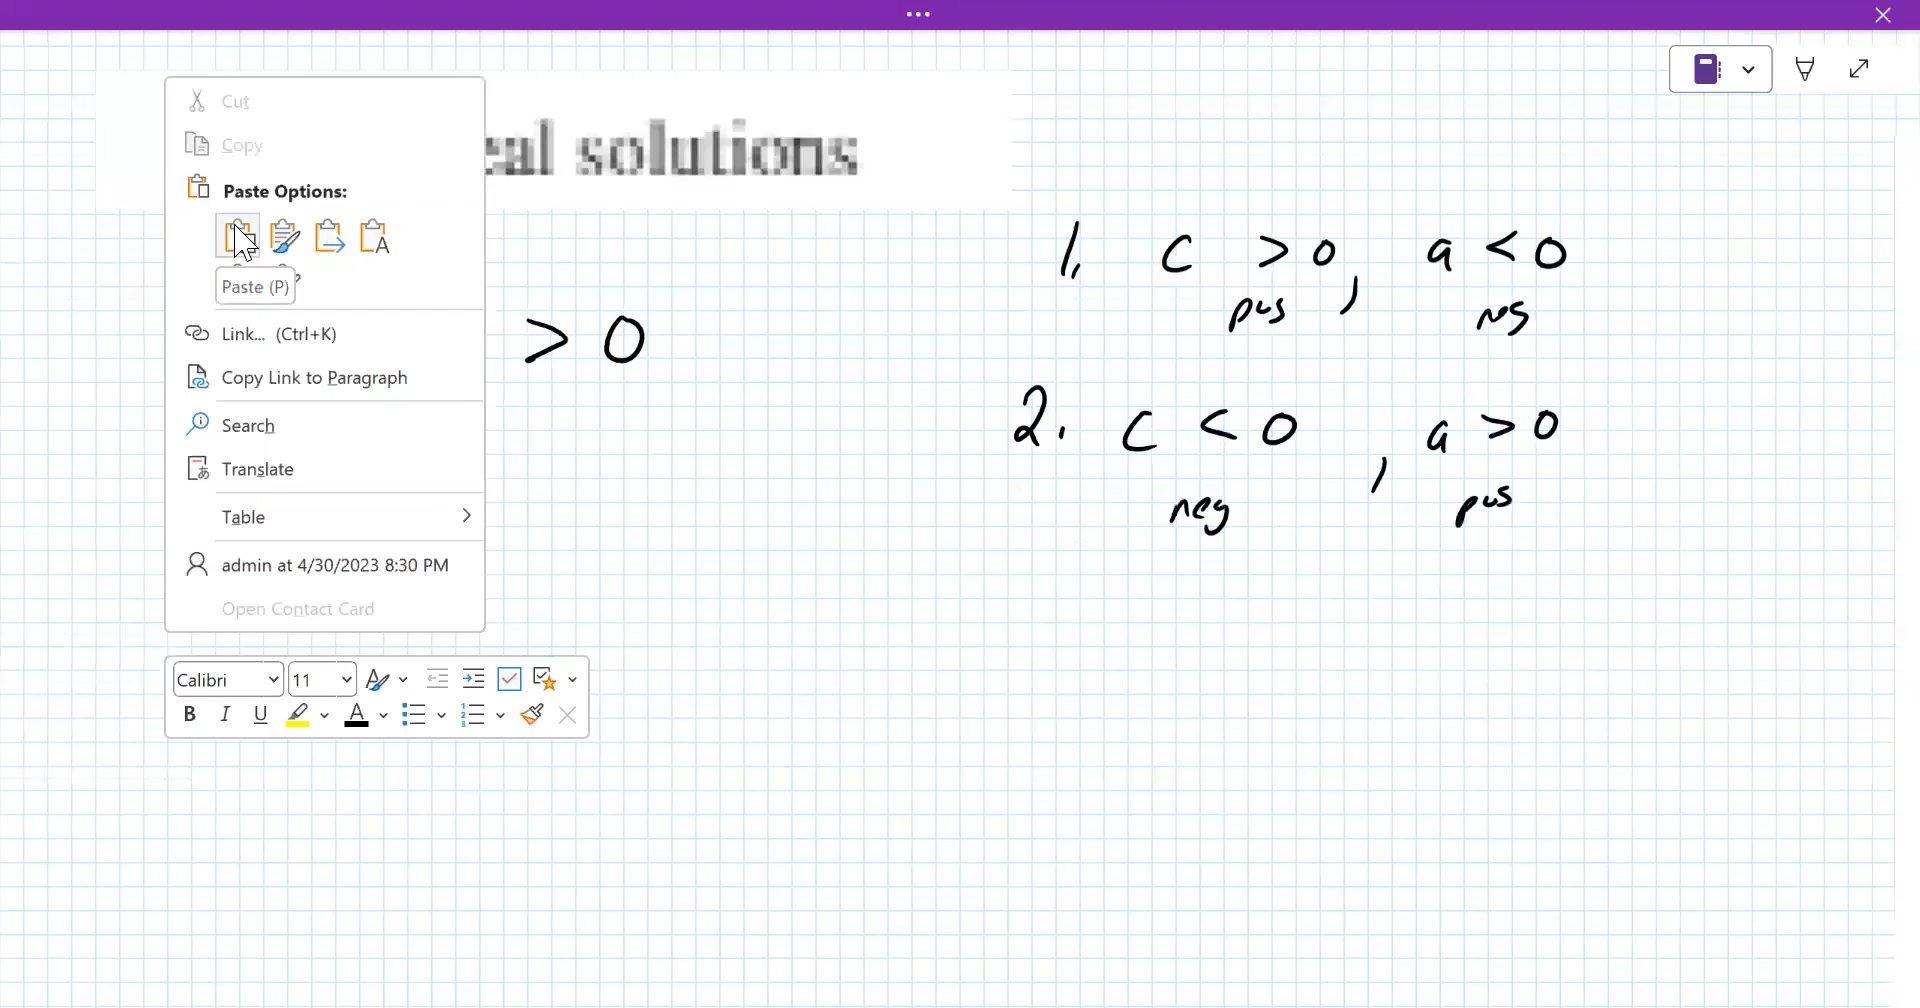 Cut
Copy
Paste Options:
Paste (P)
Link... (Ctrl+K)
Copy Link to Paragraph
Search
Translate
Table
admin at 4/30/2023 8:30 PM
Open Contact Card
Calibri 11
B I U A
eal solutions
> 0
1. c > 0, a < 0
pos neg
2. c < 0, a > 0
neg pos